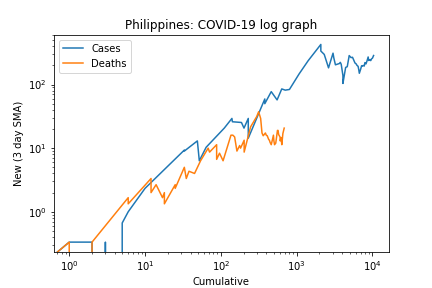 Philippines: COVID-19 log graph
Cases
Deaths
New (3 day SMA)
10²
10¹
10⁰
10⁰ 10¹ 10² 10³ 10⁴
Cumulative